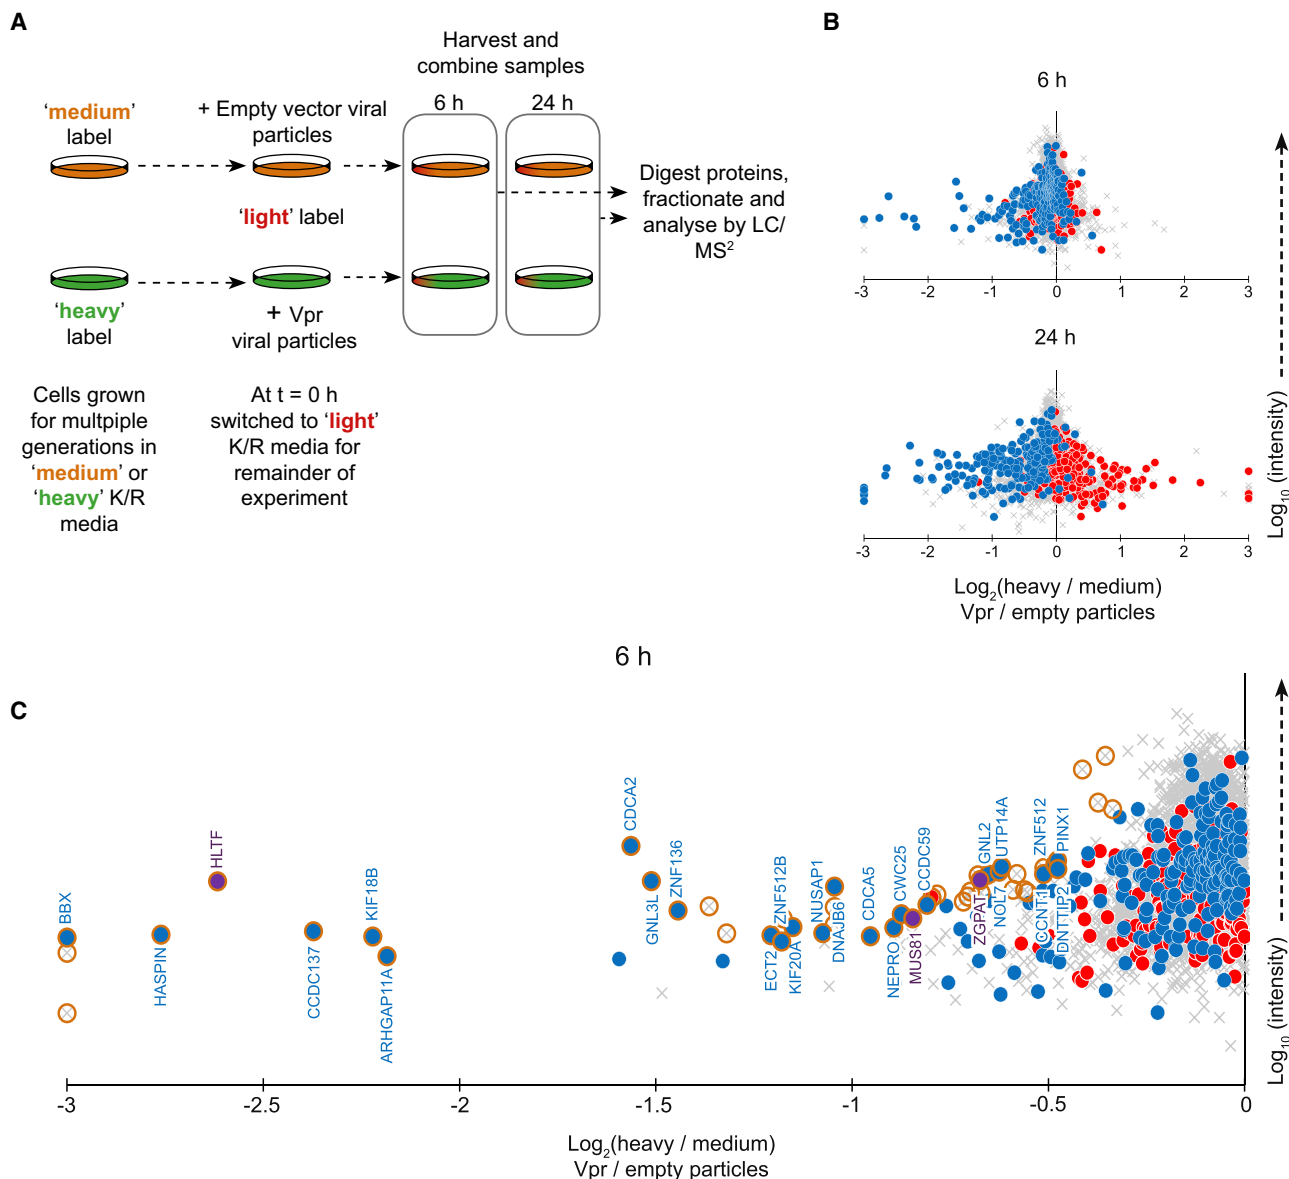 A
Harvest and
combine samples
6 h
24 h
‘medium’
label
+ Empty vector viral
particles
‘light’ label
‘heavy’
label
+ Vpr
viral particles
Digest proteins,
fractionate and
analyse by LC/
MS2
Cells grown
for multpiple
generations in
‘medium’ or
‘heavy’ K/R
media
At t = 0 h
switched to ‘light’
K/R media for
remainder of
experiment
B
6 h
-3 -2 -1 0 1 2 3
24 h
-3 -2 -1 0 1 2 3
Log2(heavy / medium)
Vpr / empty particles
Log10 (intensity)
C
6 h
BBX
HASPIN
HLTF
CCDC137
KIF18B
ARHGAP11A
CDCA2
GNL3L
ZNF136
ECT2
ZNF512B
KIF20A
NUSAP1
DNAJB6
CDCA5
NEPRO
CWC25
MUS81
CCDC59
ZGPAT
GNL2
NOL7
UTP14A
CCNT1
ZNF512
DNTTIP2
PINX1
-3 -2.5 -2 -1.5 -1 -0.5 0
Log2(heavy / medium)
Vpr / empty particles
Log10 (intensity)